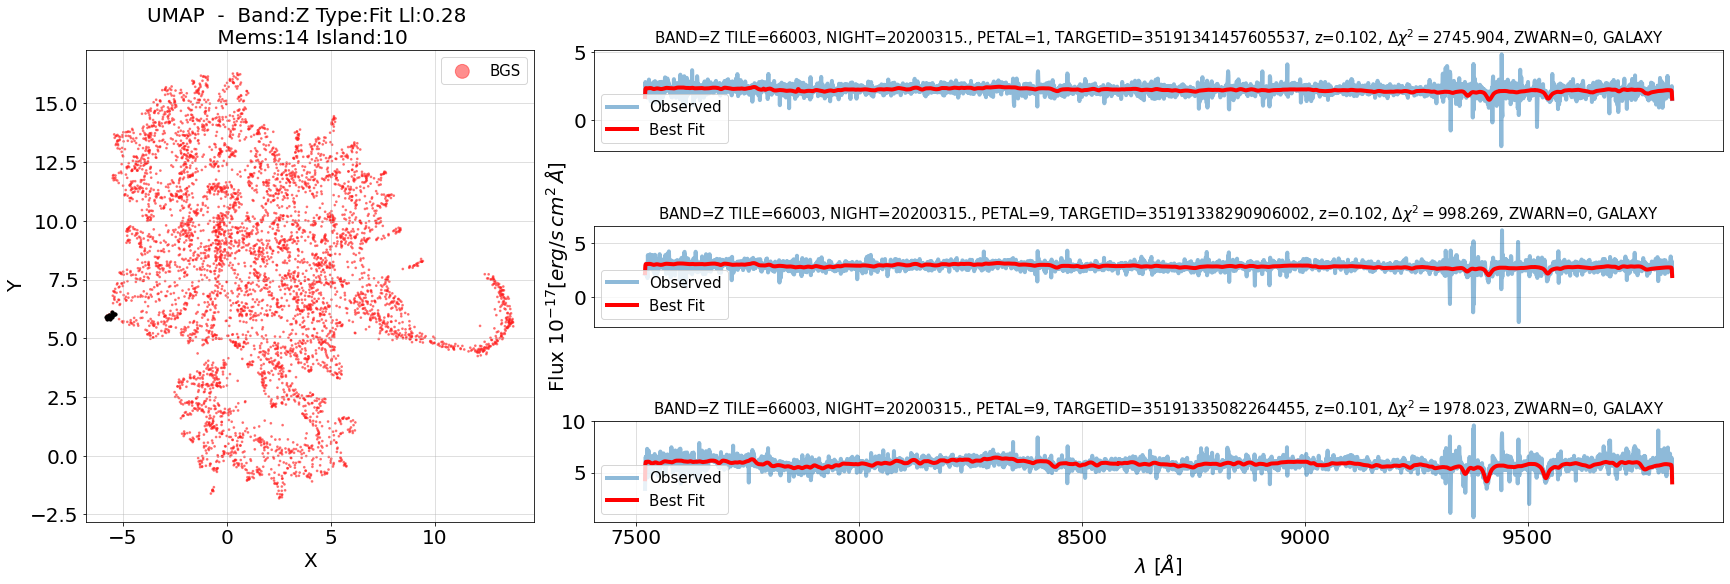 UMAP - Band:Z Type:Fit Ll:0.28
Mems:14 Island:10
BGS
15.0
12.5
10.0
7.5
5.0
2.5
0.0
−2.5
Y
−5
0
5
10
X
Flux 10⁻¹⁷[erg/s cm² Å]
BAND=Z TILE=66003, NIGHT=20200315., PETAL=1, TARGETID=35191341457605537, z=0.102, Δχ² = 2745.904, ZWARN=0, GALAXY
5
0
Observed
Best Fit
BAND=Z TILE=66003, NIGHT=20200315., PETAL=9, TARGETID=35191338290906002, z=0.102, Δχ² = 998.269, ZWARN=0, GALAXY
5
0
Observed
Best Fit
BAND=Z TILE=66003, NIGHT=20200315., PETAL=9, TARGETID=35191335082264455, z=0.101, Δχ² = 1978.023, ZWARN=0, GALAXY
10
5
Observed
Best Fit
7500
8000
8500
9000
9500
λ [Å]